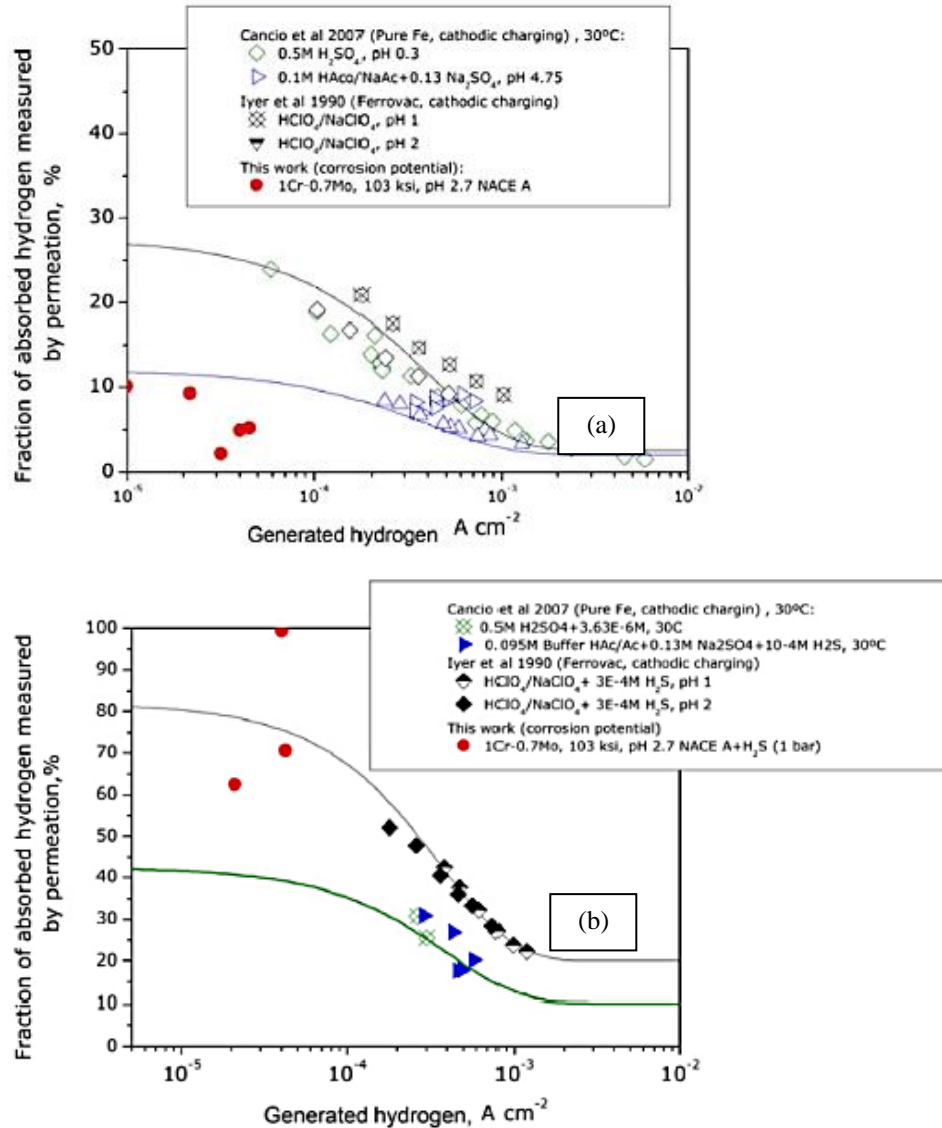 Cancio et al 2007 (Pure Fe, cathodic charging) , 30ºC:
0.5M H₂SO₄, pH 0.3
0.1M HAco/NaAc+0.13 Na₂SO₄, pH 4.75
Iyer et al 1990 (Ferrovac, cathodic charging)
HClO₄/NaClO₄, pH 1
HClO₄/NaClO₄, pH 2
This work (corrosion potential):
1Cr-0.7Mo, 103 ksi, pH 2.7 NACE A
Fraction of absorbed hydrogen measured
by permeation, %
50
40
30
20
10
0
(a)
10⁻⁵ 10⁻⁴ 10⁻³ 10⁻²
Generated hydrogen A cm⁻²
Cancio et al 2007 (Pure Fe, cathodic chargin) , 30ºC:
0.5M H2SO4+3.63E-6M, 30C
0.095M Buffer HAc/Ac+0.13M Na2SO4+10-4M H2S, 30ºC
Iyer et al 1990 (Ferrovac, cathodic charging)
HClO₄/NaClO₄+ 3E-4M H₂S, pH 1
HClO₄/NaClO₄+ 3E-4M H₂S, pH 2
This work (corrosion potential)
1Cr-0.7Mo, 103 ksi, pH 2.7 NACE A+H₂S (1 bar)
Fraction of absorbed hydrogen measured
by permeation,%
100
90
80
70
60
50
40
30
20
10
0
(b)
10⁻⁵ 10⁻⁴ 10⁻³ 10⁻²
Generated hydrogen, A cm⁻²